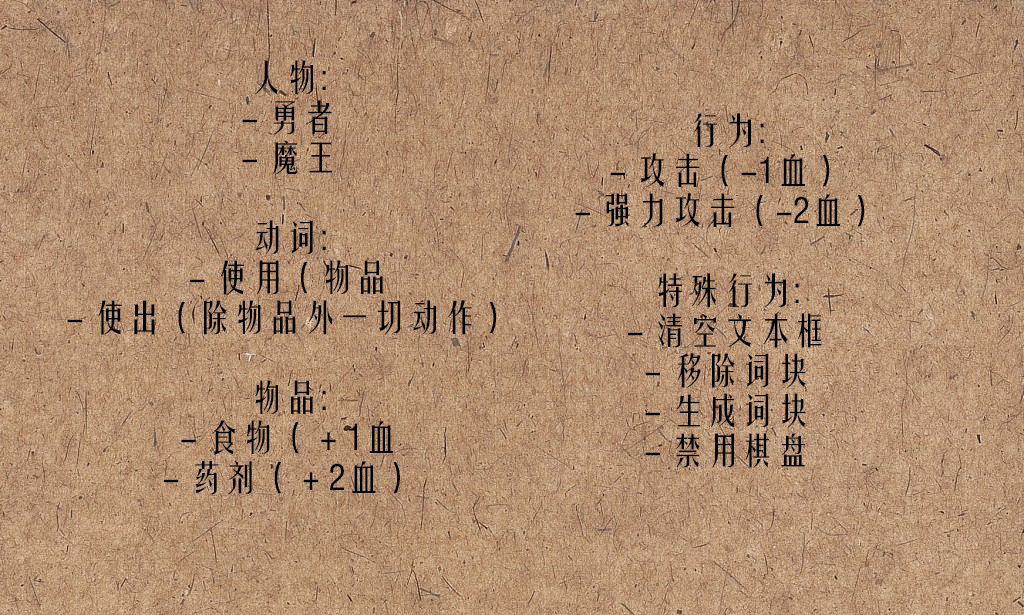 人物:
- 勇者
- 魔王
动词:
- 使用( 物品
- 使出(除物品外一切动作)
物品:
- 食物( +1血
- 药剂( +2血)
行为:
- 攻击(-1血)
- 强力攻击(-2血)
特殊行为:
- 清空文本框
- 移除词块
- 生成词块
- 禁用棋盘